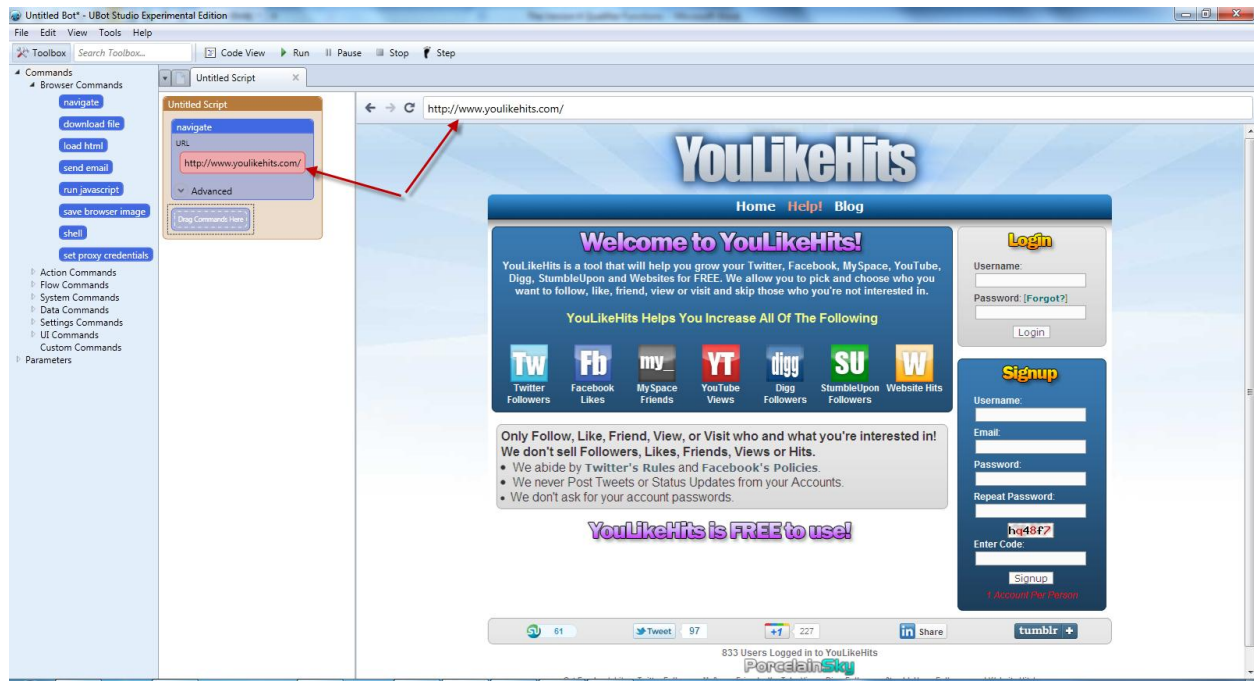 Untitled Bot* - UBot Studio Experimental Edition
File Edit View Tools Help
Toolbox Search Toolbox... Code View Run Pause Stop Step
Commands
Browser Commands
navigate
download file
load html
send email
run javascript
save browser image
shell
set proxy credentials
Action Commands
Flow Commands
System Commands
Data Commands
Settings Commands
UI Commands
Custom Commands
Parameters
Untitled Script
Untitled Script
navigate
URL
http://www.youlikehits.com/
Advanced
Drag Commands Here
http://www.youlikehits.com/
YouLikeHits
Home Help! Blog
Welcome to YouLikeHits!
YouLikeHits is a tool that will help you grow your Twitter, Facebook, MySpace, YouTube,
Digg, StumbleUpon and Websites for FREE. We allow you to pick and choose who you
want to follow, like, friend, view or visit and skip those who you're not interested in.
YouLikeHits Helps You Increase All Of The Following
Tw Fb my_ YT digg SU W
Twitter Facebook MySpace YouTube Digg StumbleUpon Website Hits
Followers Likes Friends Views Followers Followers
Only Follow, Like, Friend, View, or Visit who and what you're interested in!
We don't sell Followers, Likes, Friends, Views or Hits.
• We abide by Twitter's Rules and Facebook's Policies.
• We never Post Tweets or Status Updates from your Accounts.
• We don't ask for your account passwords.
YouLikeHits is FREE to use!
Login
Username:
Password: [Forgot?]
Login
Signup
Username:
Email:
Password:
Repeat Password:
hq48f7
Enter Code:
Signup
1 Account Per Person
61 Tweet 97 +1 227 Share tumblr +
833 Users Logged in to YouLikeHits
PorcelainSky